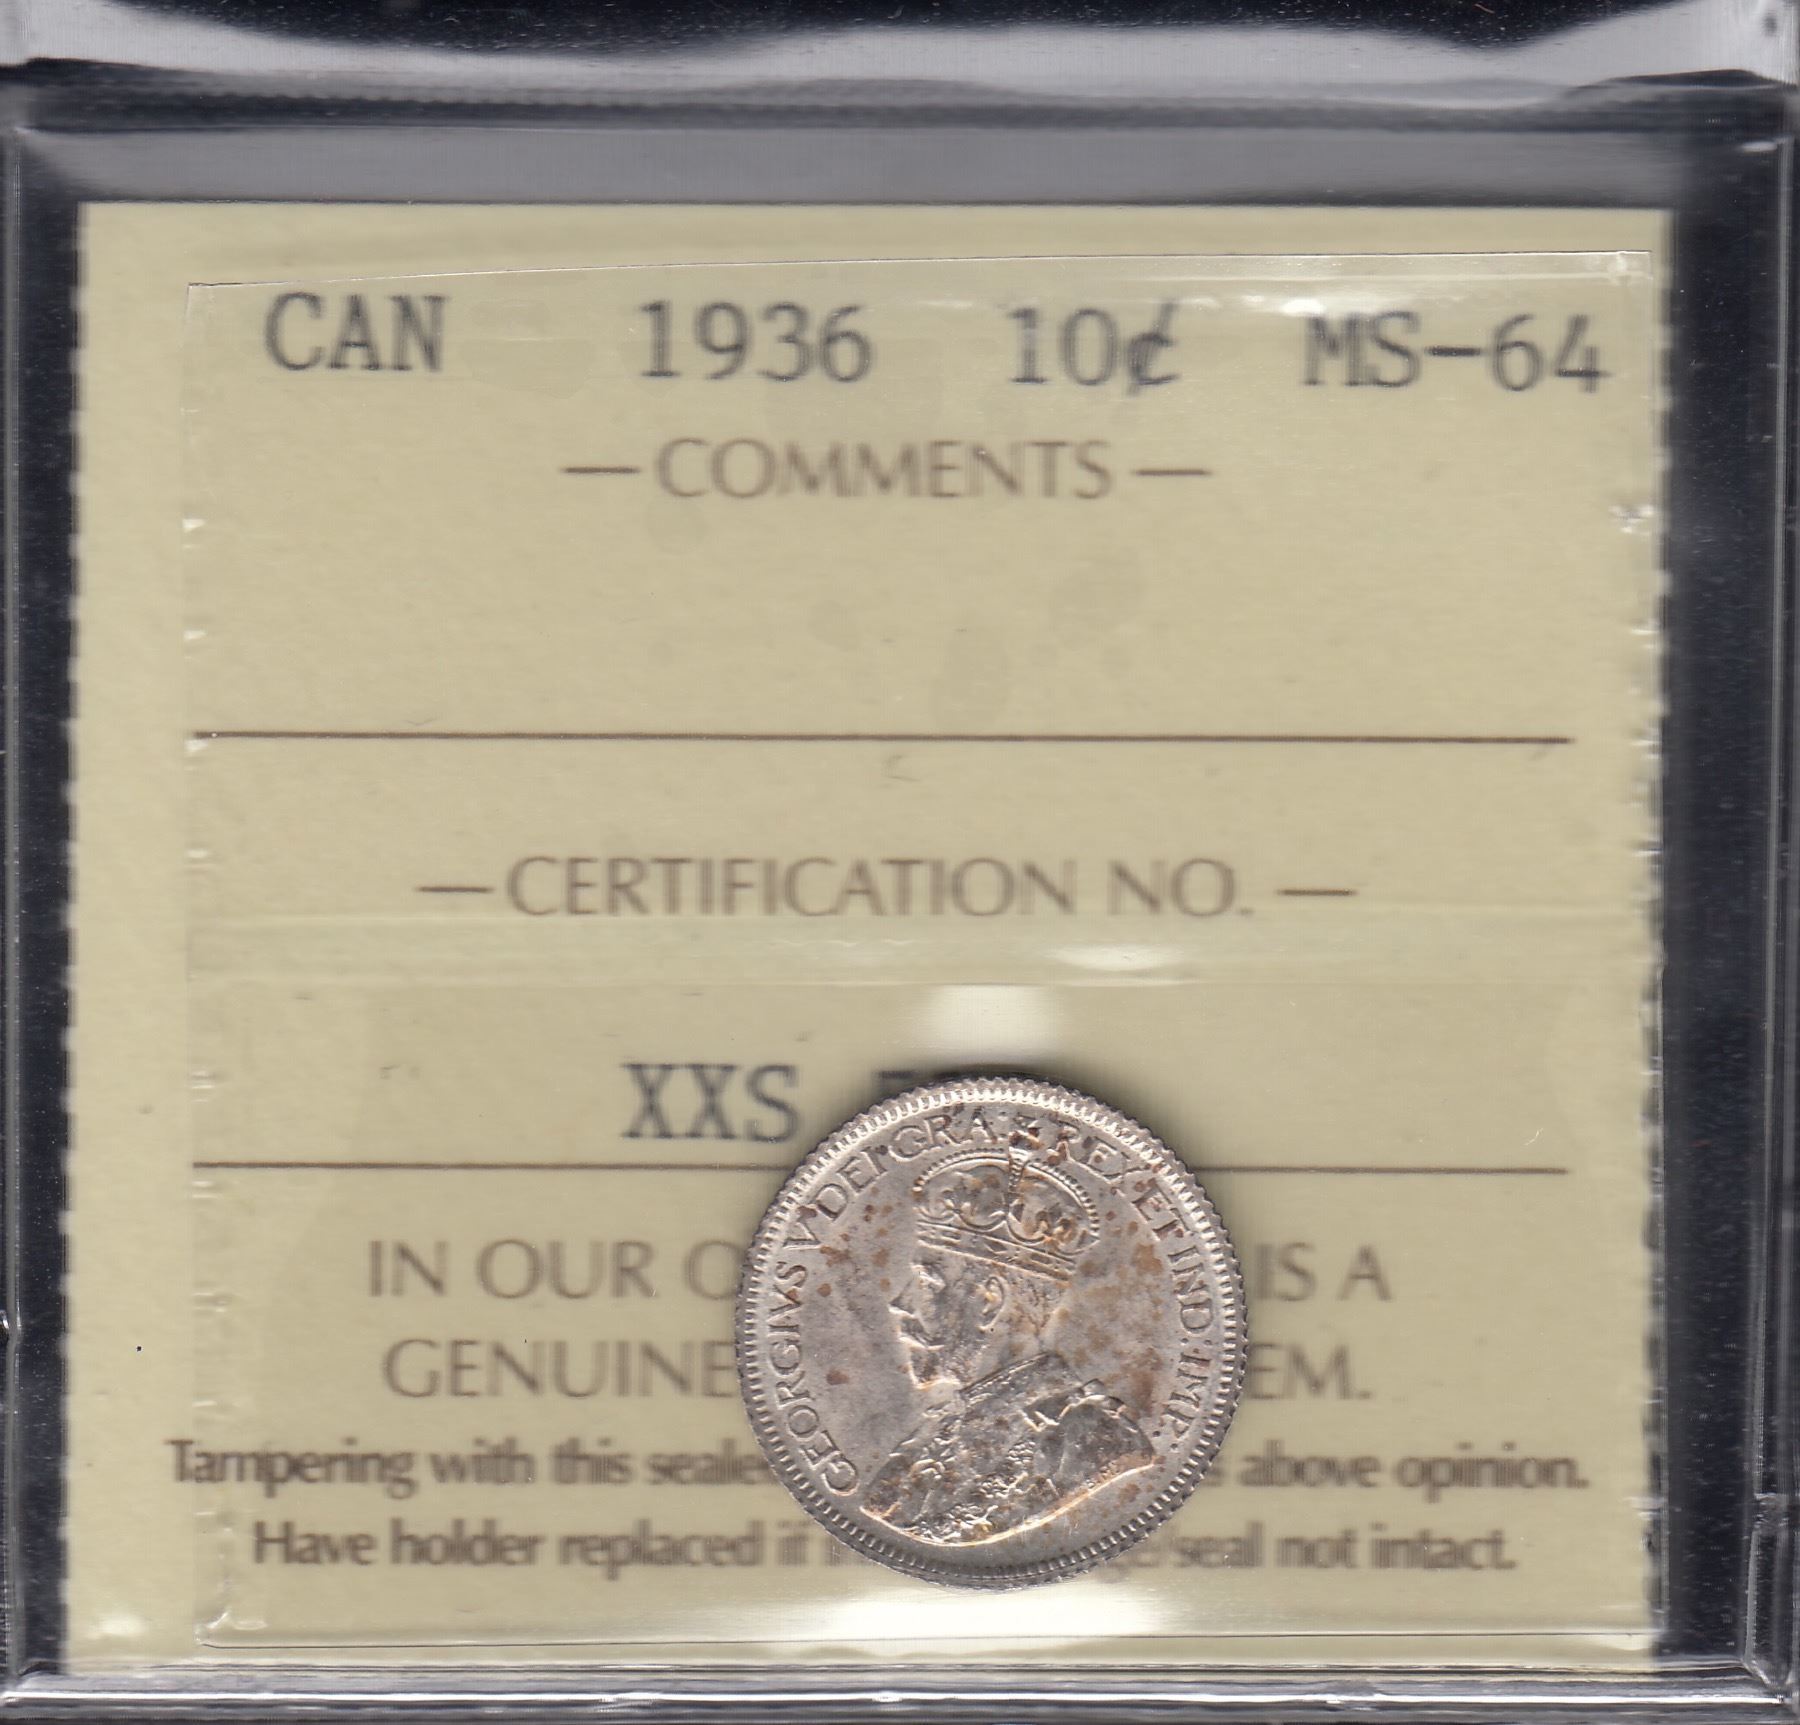 CAN 1936 10¢ MS-64
— COMMENTS —
— CERTIFICATION NO. —
XXS
IN OUR O IS A
GENUINE EM.
Tampering with this seale s above opinion.
Have holder replaced if seal not intact.
GEORGIVS V DEI GRA: REX ET IND: IMP: